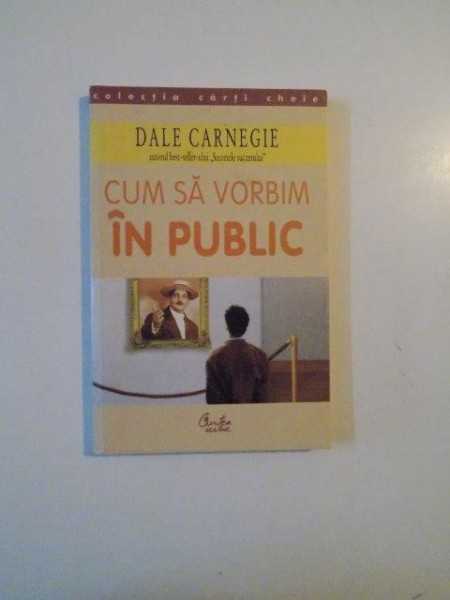 colecția cărți cheie
DALE CARNEGIE
autorul best-seller-ului „Secretele succesului”
CUM SĂ VORBIM
ÎN PUBLIC
Curtea
veche